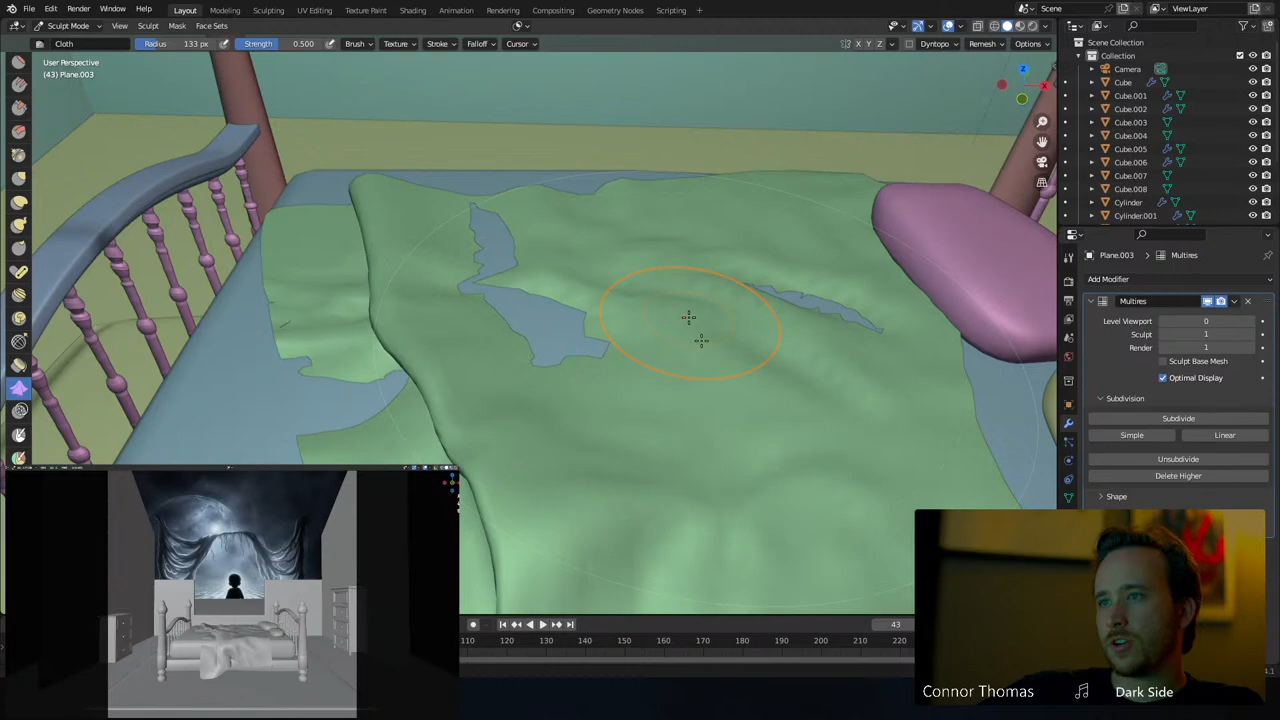 File Edit Render Window Help Layout Modeling Sculpting UV Editing Texture Paint Shading Animation Rendering Compositing Geometry Nodes Scripting Scene ViewLayer
Sculpt Mode View Sculpt Mask Face Sets
Cloth Radius 133 px Strength 0.500 Brush Texture Stroke Falloff Cursor X Y Z Dyntopo Remesh Options
User Perspective
(43) Plane.003
Z
X
Scene Collection
Collection
Camera
Cube
Cube.001
Cube.002
Cube.003
Cube.004
Cube.005
Cube.006
Cube.007
Cube.008
Cylinder
Cylinder.001
Plane.003 Multires
Add Modifier
Multires
Level Viewport 0
Sculpt 1
Render 1
Sculpt Base Mesh
Optimal Display
Subdivision
Subdivide
Simple Linear
Unsubdivide
Delete Higher
Shape
43
110 120 130 140 150 160 170 180 190 200 210 220
Connor Thomas Dark Side